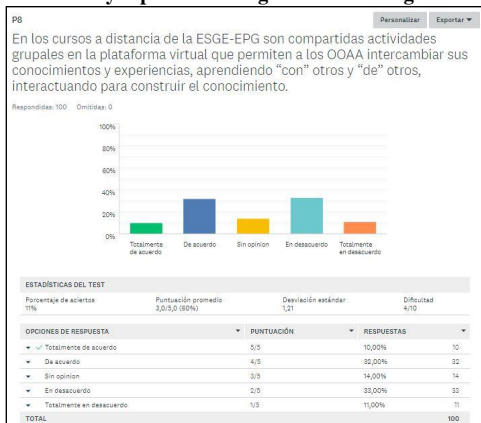 P8
Personalizar
Exportar
En los cursos a distancia de la ESGE-EPG son compartidas actividades
grupales en la plataforma virtual que permiten a los OOAA intercambiar sus
conocimientos y experiencias, aprendiendo “con” otros y “de” otros,
interactuando para construir el conocimiento.
Respondidas: 100 Omitidas: 0
100%
80%
60%
40%
20%
0%
Totalmente de acuerdo
De acuerdo
Sin opinion
En desacuerdo
Totalmente en desacuerdo
ESTADÍSTICAS DEL TEST
Porcentaje de aciertos Puntuación promedio Desviación estándar Dificultad
11% 3,0/5,0 (60%) 1,21 4/10
OPCIONES DE RESPUESTA PUNTUACIÓN RESPUESTAS
Totalmente de acuerdo 5/5 10,00% 10
De acuerdo 4/5 32,00% 32
Sin opinion 3/5 14,00% 14
En desacuerdo 2/5 33,00% 33
Totalmente en desacuerdo 1/5 11,00% 11
TOTAL 100